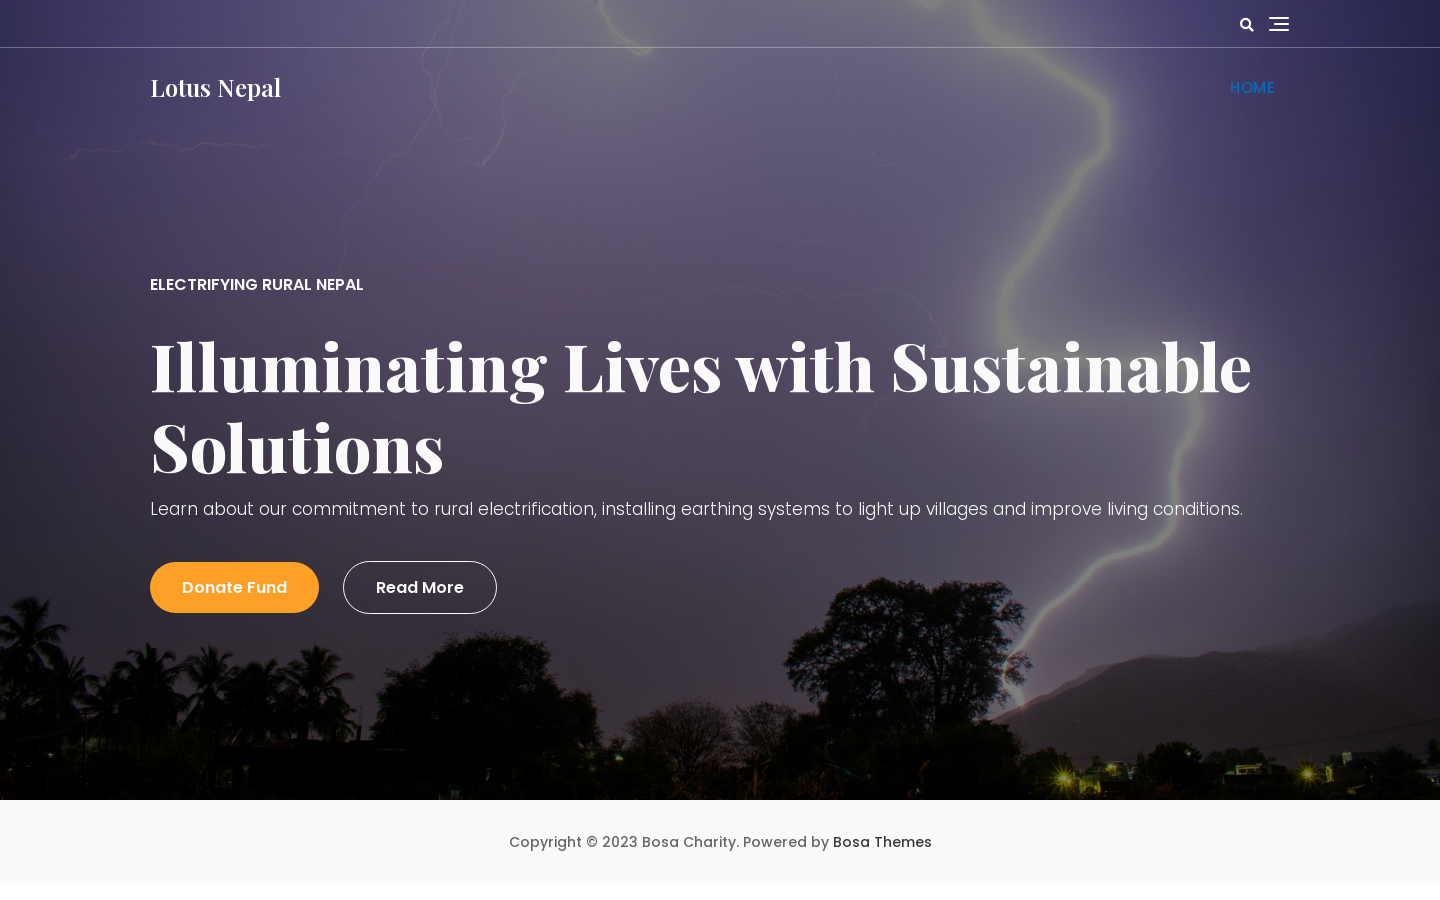 Lotus Nepal
HOME
ELECTRIFYING RURAL NEPAL
Illuminating Lives with Sustainable
Solutions
Learn about our commitment to rural electrification, installing earthing systems to light up villages and improve living conditions.
Donate Fund
Read More
Copyright © 2023 Bosa Charity. Powered by Bosa Themes